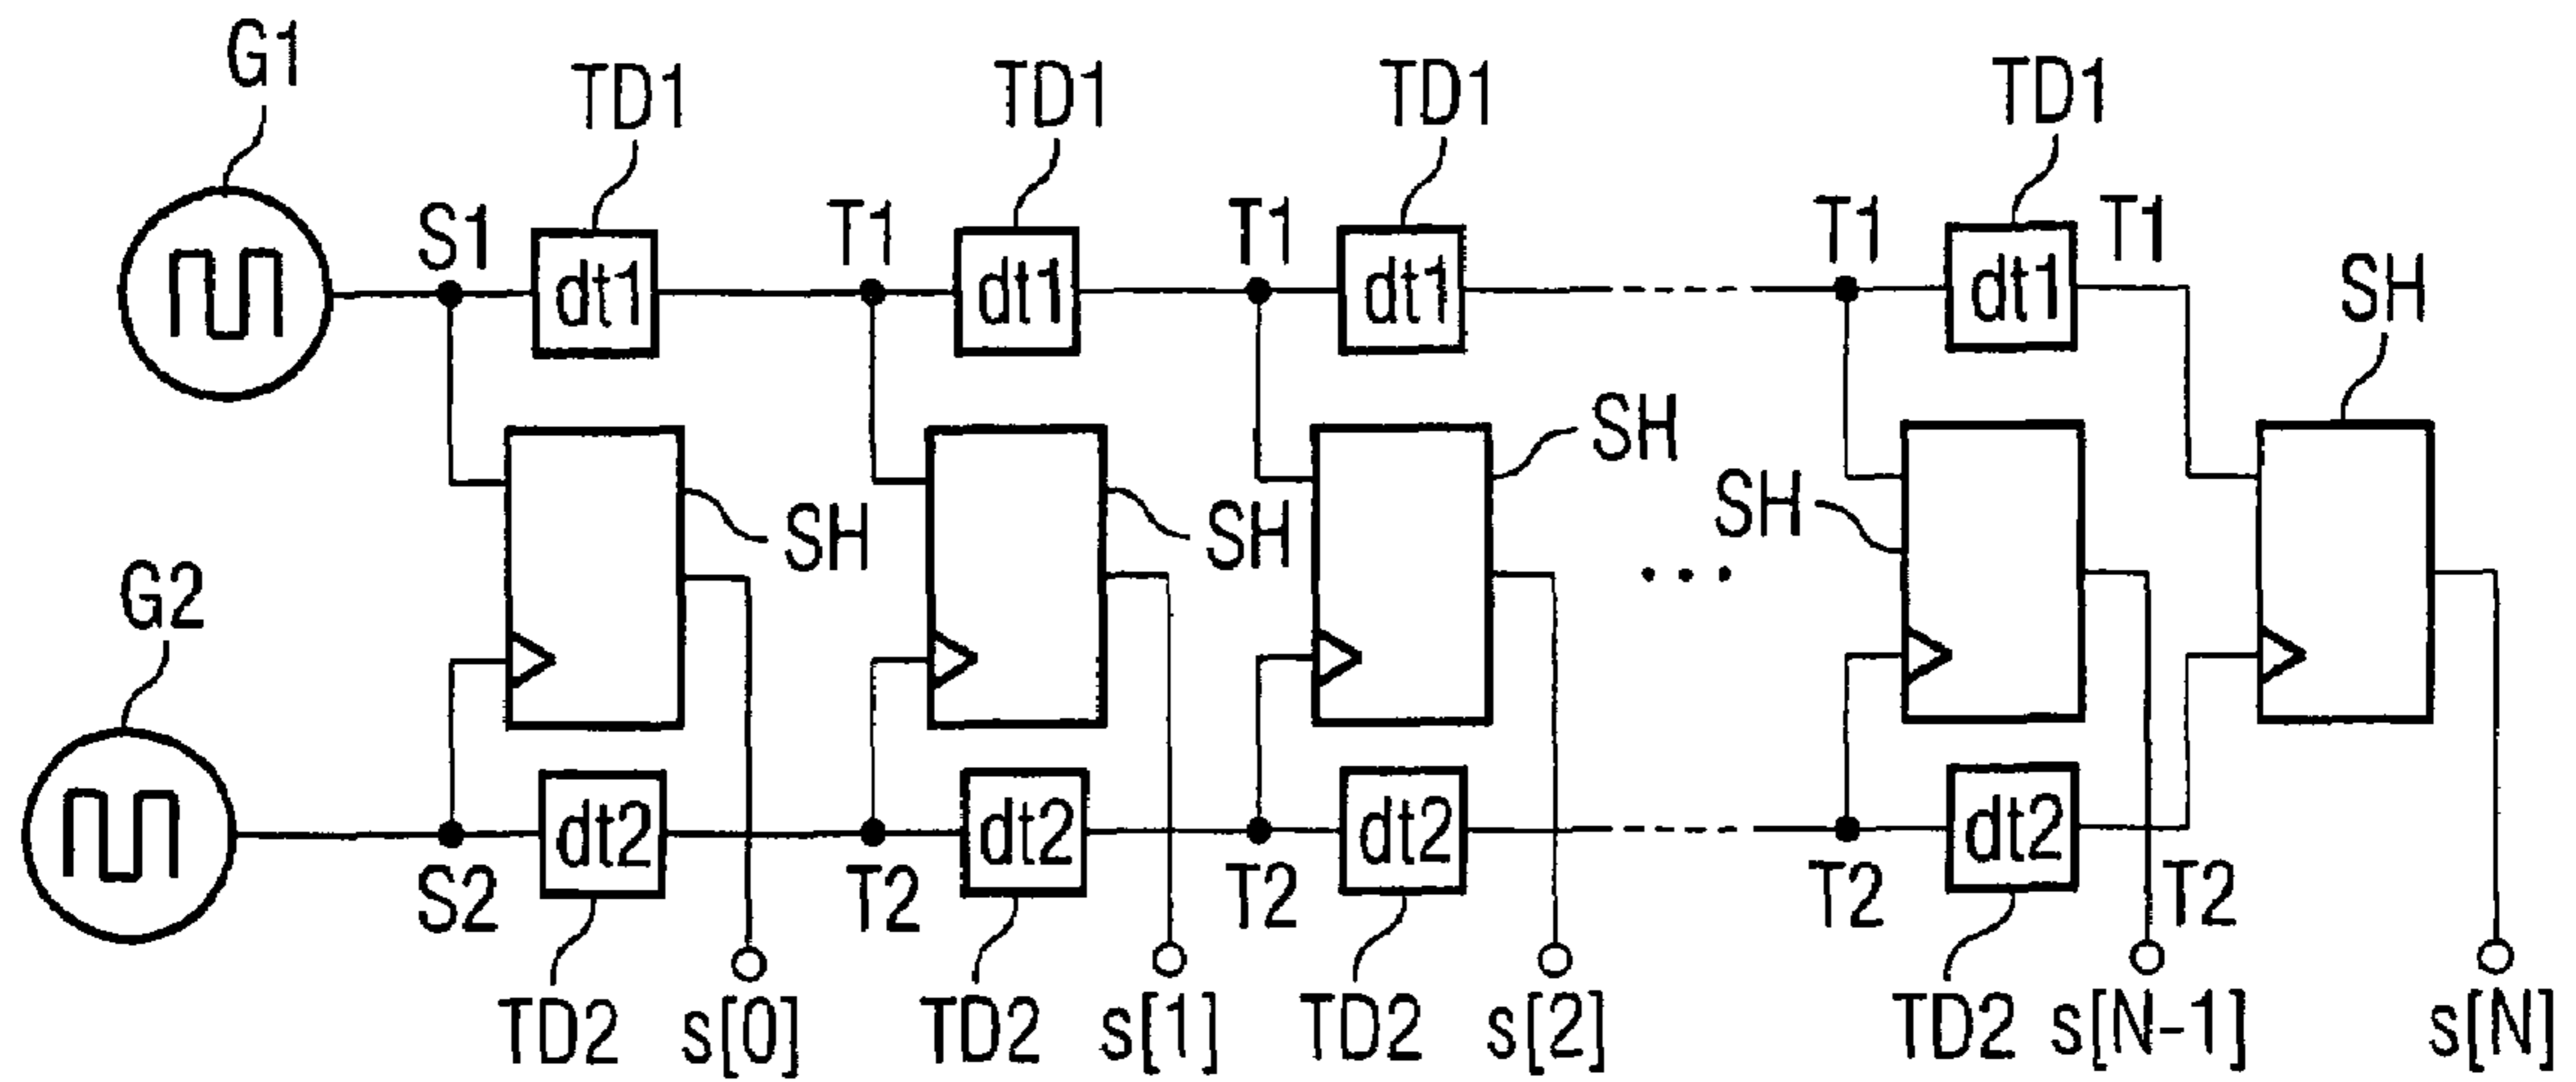 G1
TD1 TD1 TD1 TD1
S1 T1 T1 T1 T1
dt1 dt1 dt1 dt1
SH
SH
SH
SH SH
G2
dt2 dt2 dt2 dt2
S2 T2 T2 T2 T2
TD2 s[0] TD2 s[1] TD2 s[2] TD2 s[N-1] s[N]